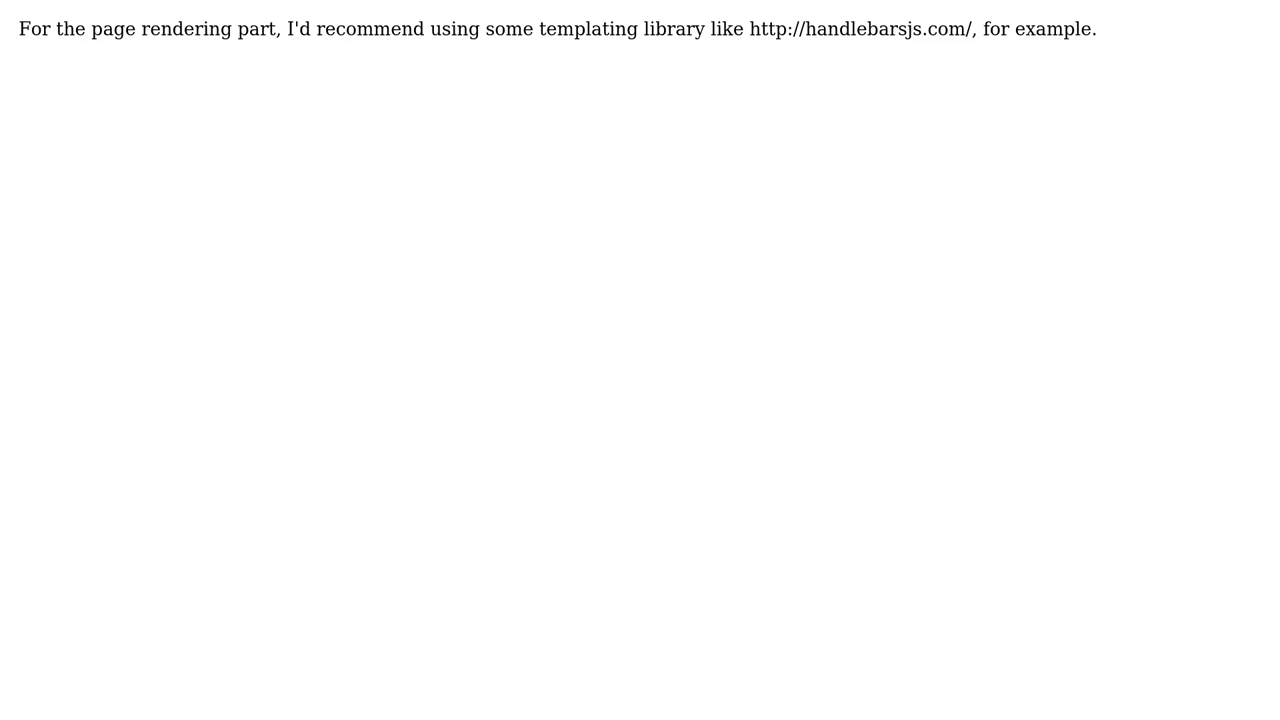 For the page rendering part, I'd recommend using some templating library like http://handlebarsjs.com/, for example.